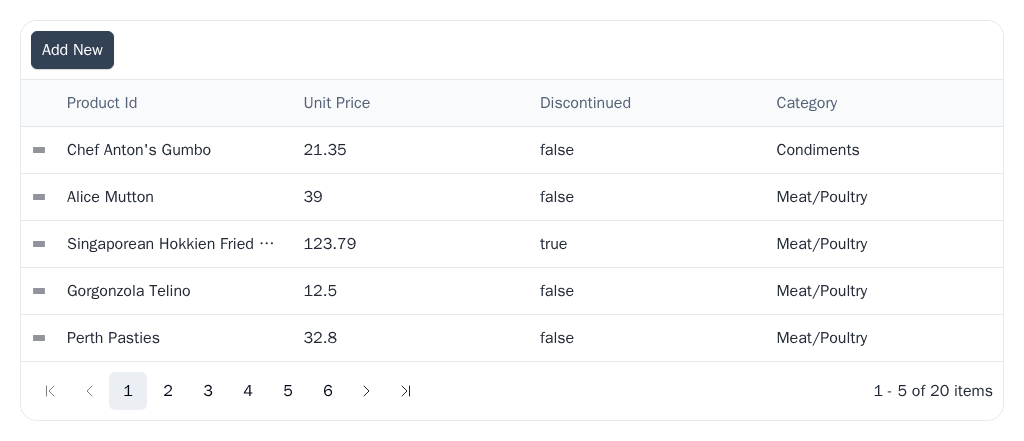 Add New
Product Id Unit Price Discontinued Category
Chef Anton's Gumbo 21.35 false Condiments
Alice Mutton 39 false Meat/Poultry
Singaporean Hokkien Fried ··· 123.79 true Meat/Poultry
Gorgonzola Telino 12.5 false Meat/Poultry
Perth Pasties 32.8 false Meat/Poultry
1 2 3 4 5 6 1 - 5 of 20 items